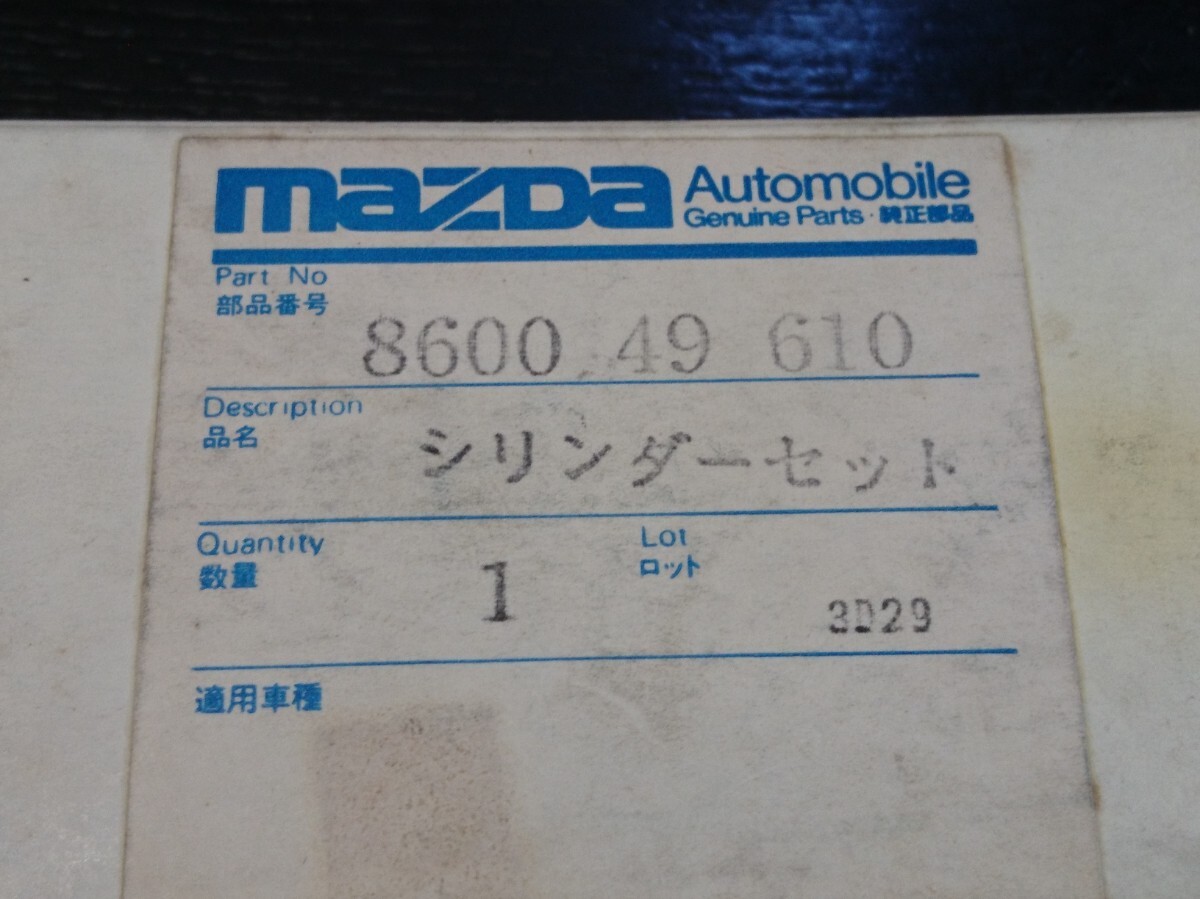 mazda Automobile
Genuine Parts・純正部品
Part No
部品番号
8600 49 610
Description
品名
シリンダーセット
Quantity
数量
1
Lot
ロット
3D29
適用車種